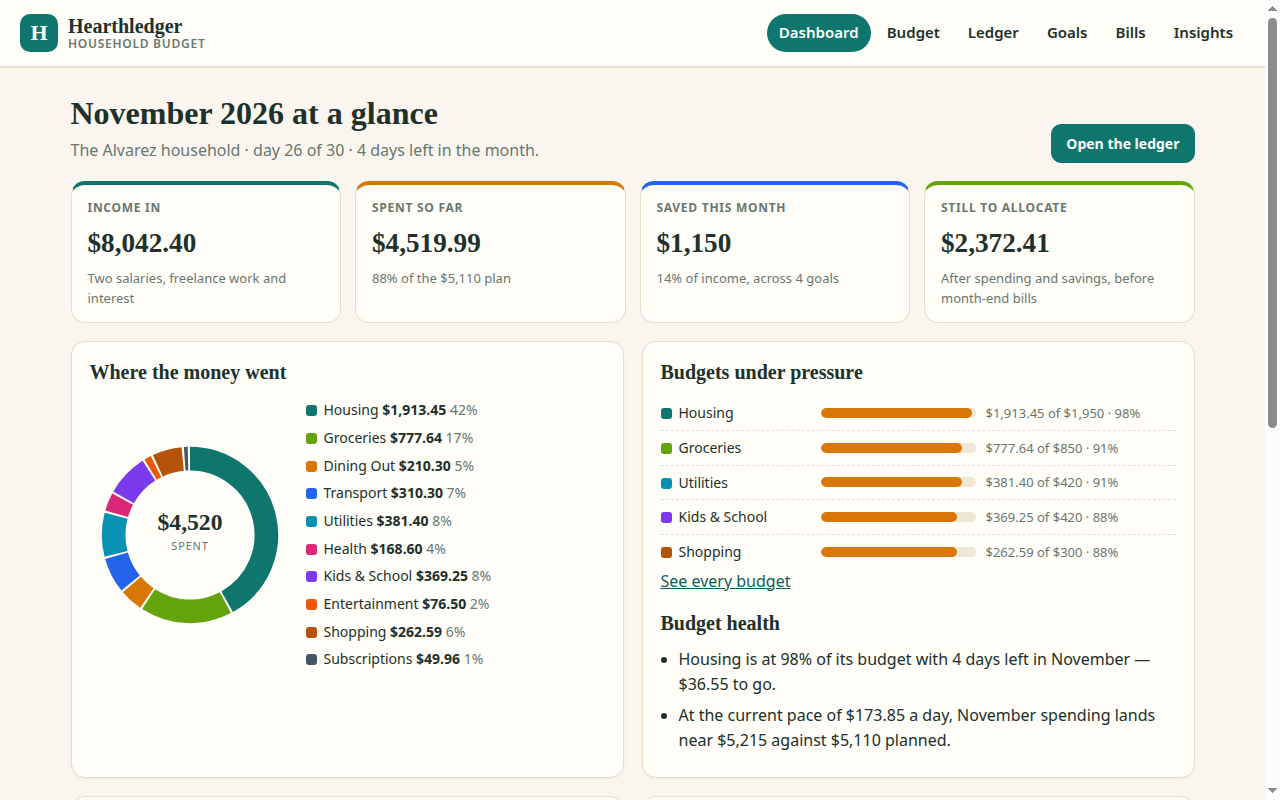 H
Hearthledger
HOUSEHOLD BUDGET
Dashboard
Budget
Ledger
Goals
Bills
Insights
November 2026 at a glance
The Alvarez household · day 26 of 30 · 4 days left in the month.
Open the ledger
INCOME IN
$8,042.40
Two salaries, freelance work and
interest
SPENT SO FAR
$4,519.99
88% of the $5,110 plan
SAVED THIS MONTH
$1,150
14% of income, across 4 goals
STILL TO ALLOCATE
$2,372.41
After spending and savings, before
month-end bills
Where the money went
$4,520
SPENT
Housing $1,913.45 42%
Groceries $777.64 17%
Dining Out $210.30 5%
Transport $310.30 7%
Utilities $381.40 8%
Health $168.60 4%
Kids & School $369.25 8%
Entertainment $76.50 2%
Shopping $262.59 6%
Subscriptions $49.96 1%
Budgets under pressure
Housing $1,913.45 of $1,950 · 98%
Groceries $777.64 of $850 · 91%
Utilities $381.40 of $420 · 91%
Kids & School $369.25 of $420 · 88%
Shopping $262.59 of $300 · 88%
See every budget
Budget health
Housing is at 98% of its budget with 4 days left in November —
$36.55 to go.
At the current pace of $173.85 a day, November spending lands
near $5,215 against $5,110 planned.